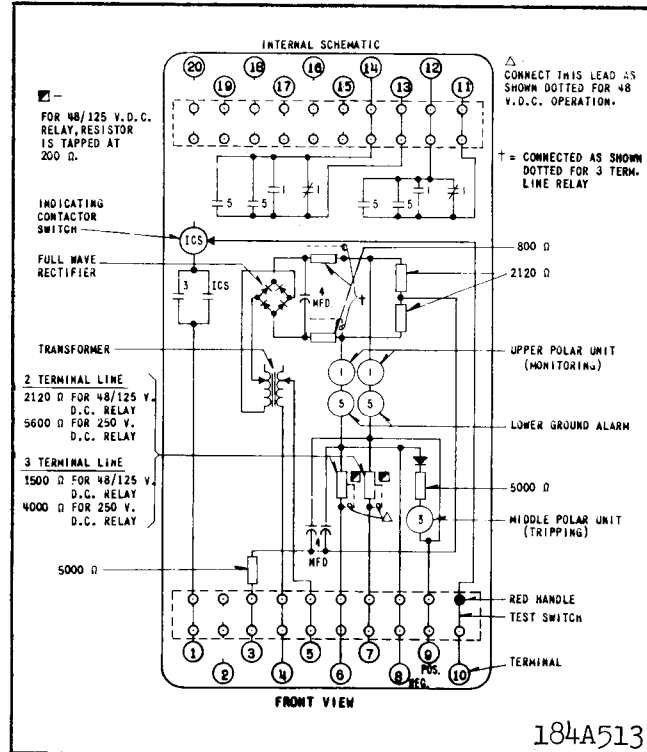 INTERNAL SCHEMATIC
20 18 16 14 12
19 17 15 13 11
△
CONNECT THIS LEAD AS
SHOWN DOTTED FOR 48
V.D.C. OPERATION.
† = CONNECTED AS SHOWN
DOTTED FOR 3 TERM.
LINE RELAY
FOR 48/125 V.D.C.
RELAY, RESISTOR
IS TAPPED AT
200 Ω.
5 5 1 1
5 5 1 1
INDICATING
CONTACTOR
SWITCH
ICS
FULL WAVE
RECTIFIER
3 ICS
4
MFD.
†
800 Ω
2120 Ω
TRANSFORMER
1 1
UPPER POLAR UNIT
(MONITORING)
5 5
LOWER GROUND ALARM
2 TERMINAL LINE
2120 Ω FOR 48/125 V.
D.C. RELAY
5600 Ω FOR 250 V.
D.C. RELAY
3 TERMINAL LINE
1500 Ω FOR 48/125 V.
D.C. RELAY
4000 Ω FOR 250 V.
D.C. RELAY
△
5000 Ω
3
MIDDLE POLAR UNIT
(TRIPPING)
4
MFD
5000 Ω
RED HANDLE
TEST SWITCH
1 3 5 7 9
2 4 6 8 10
POS.
NEG.
TERMINAL
FRONT VIEW
184A513